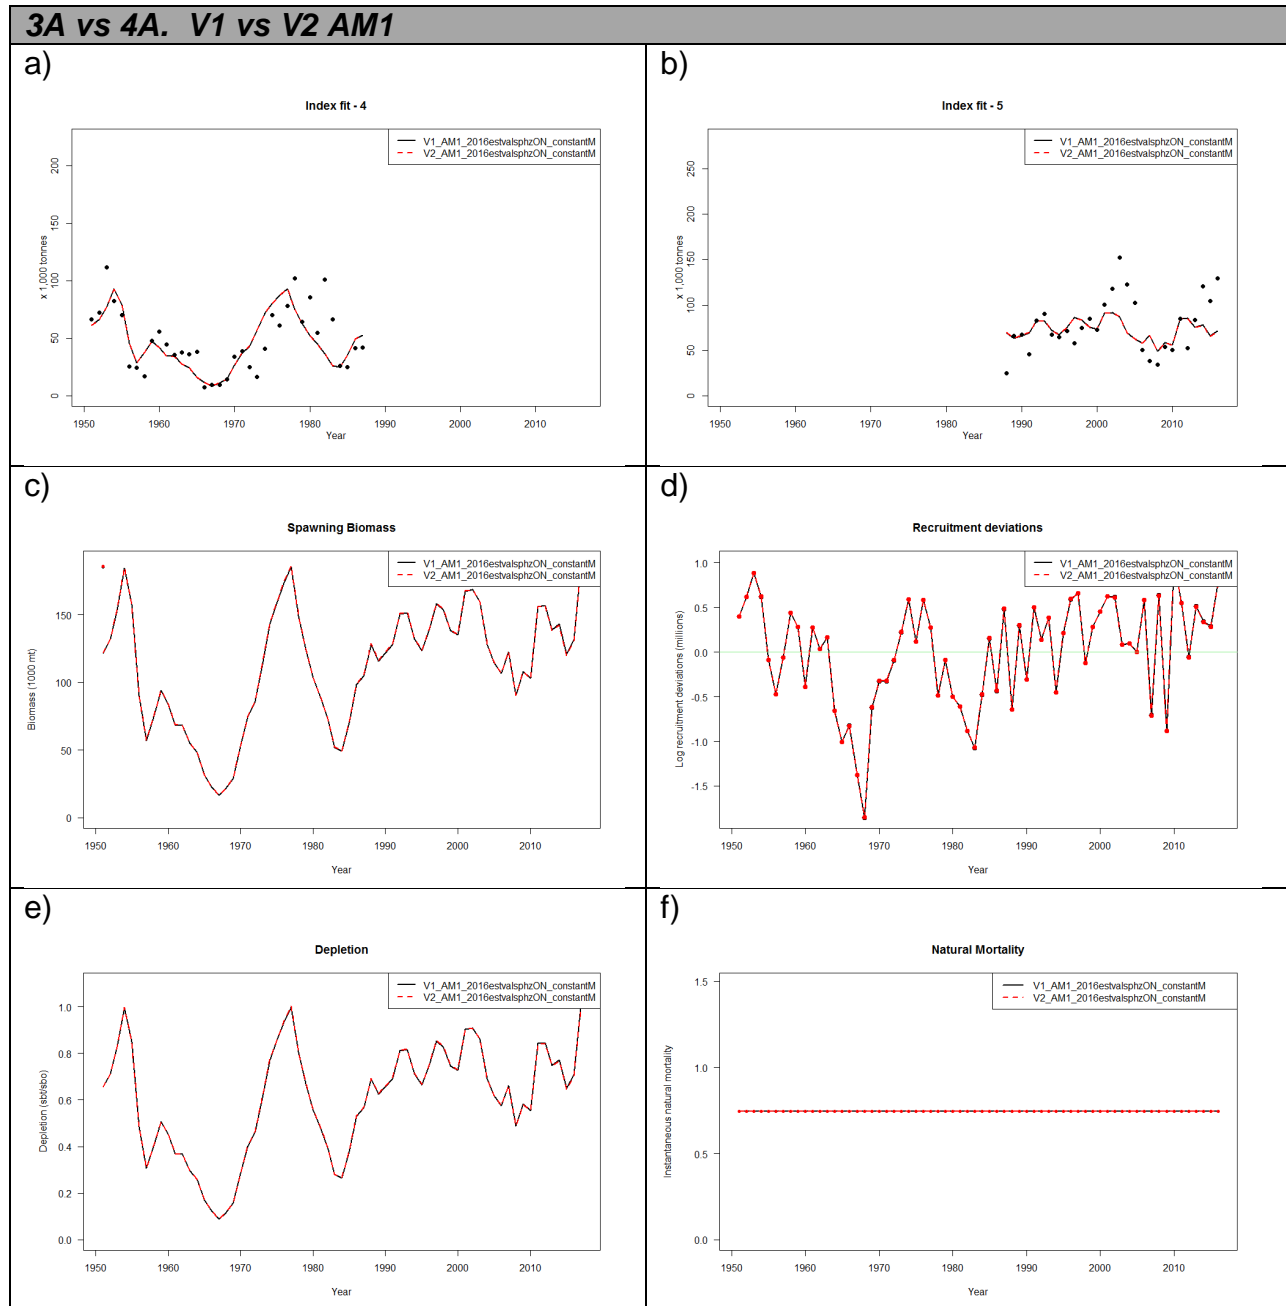 3A vs 4A.  V1 vs V2 AM1
a)
Index fit - 4
V1_AM1_2016estvalsphzON_constantM
V2_AM1_2016estvalsphzON_constantM
x 1,000 tonnes
200
150
100
50
0
1950 1960 1970 1980 1990 2000 2010
Year
b)
Index fit - 5
V1_AM1_2016estvalsphzON_constantM
V2_AM1_2016estvalsphzON_constantM
x 1,000 tonnes
250
200
150
100
50
0
1950 1960 1970 1980 1990 2000 2010
Year
c)
Spawning Biomass
V1_AM1_2016estvalsphzON_constantM
V2_AM1_2016estvalsphzON_constantM
Biomass (1000 mt)
150
100
50
0
1950 1960 1970 1980 1990 2000 2010
Year
d)
Recruitment deviations
V1_AM1_2016estvalsphzON_constantM
V2_AM1_2016estvalsphzON_constantM
Log recruitment deviations (millions)
1.0
0.5
0.0
-0.5
-1.0
-1.5
1950 1960 1970 1980 1990 2000 2010
Year
e)
Depletion
V1_AM1_2016estvalsphzON_constantM
V2_AM1_2016estvalsphzON_constantM
Depletion (sbt/sbo)
1.0
0.8
0.6
0.4
0.2
0.0
1950 1960 1970 1980 1990 2000 2010
Year
f)
Natural Mortality
V1_AM1_2016estvalsphzON_constantM
V2_AM1_2016estvalsphzON_constantM
Instantaneous natural mortality
1.5
1.0
0.5
0.0
1950 1960 1970 1980 1990 2000 2010
Year